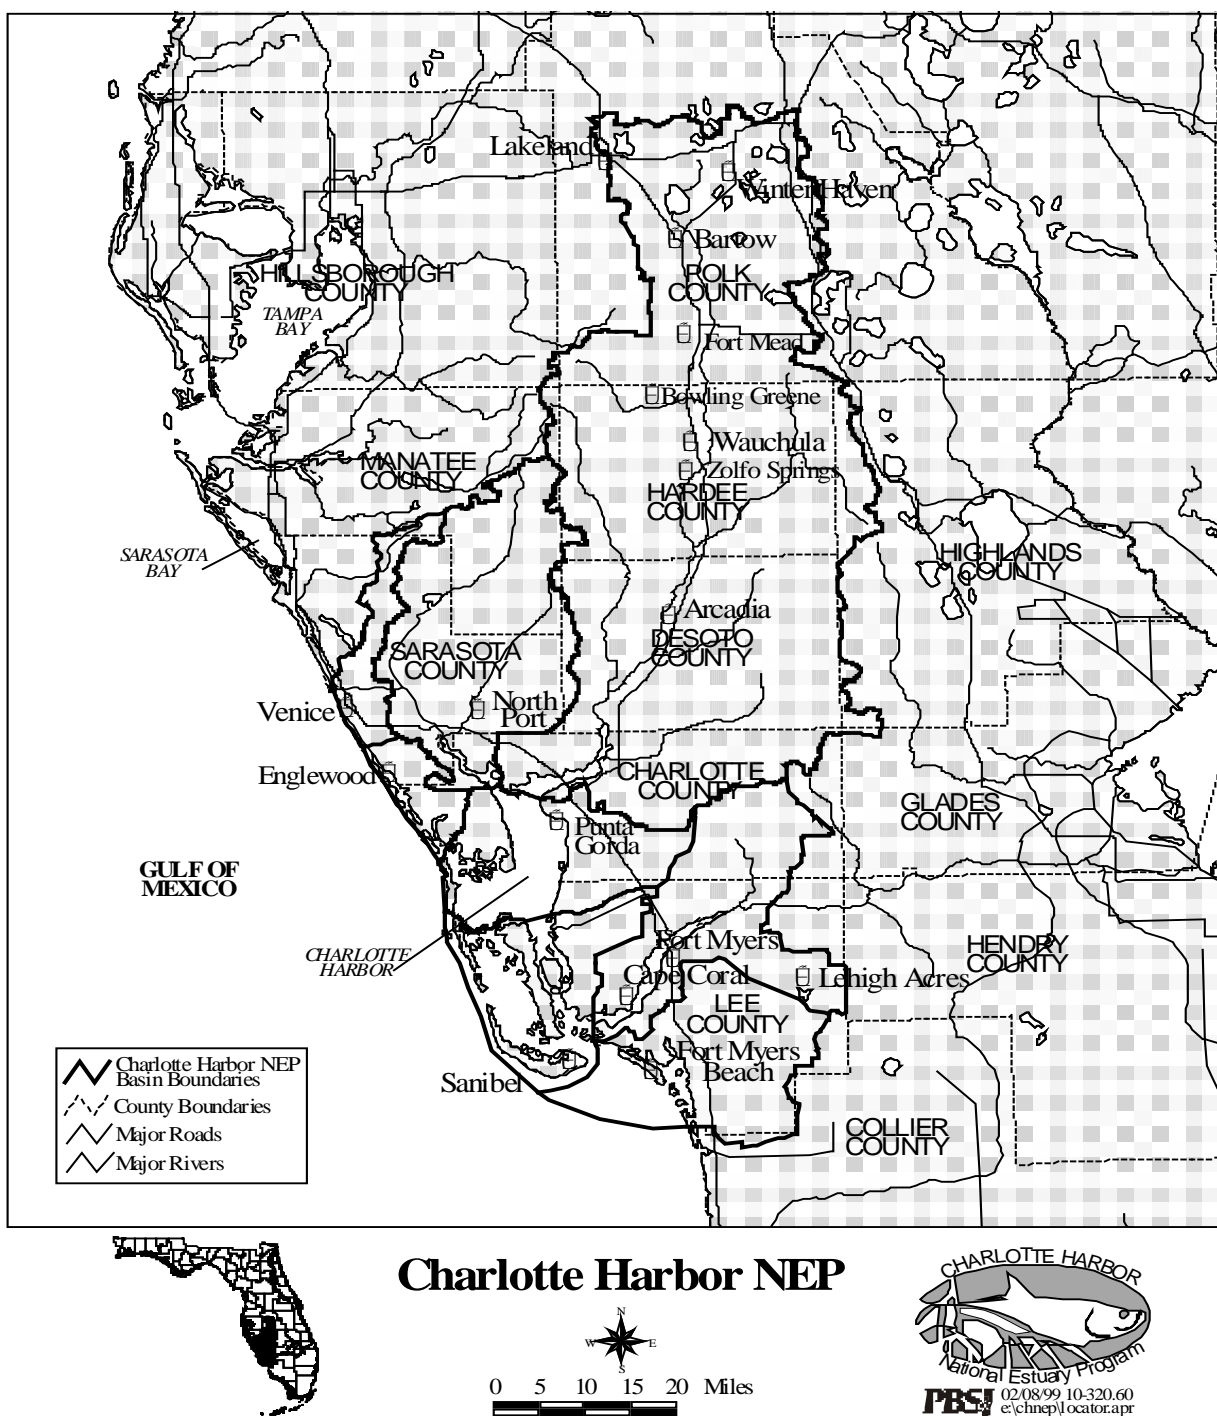 Lakeland
Winter Haven
Bartow
HILLSBOROUGH
COUNTY
POLK
COUNTY
TAMPA
BAY
Fort Mead
Bowling Greene
Wauchula
MANATEE
COUNTY
Zolfo Springs
HARDEE
COUNTY
SARASOTA
BAY
HIGHLANDS
COUNTY
Arcadia
DESOTO
COUNTY
SARASOTA
COUNTY
North
Port
Venice
Englewood
CHARLOTTE
COUNTY
GLADES
COUNTY
Punta
Gorda
GULF OF
MEXICO
CHARLOTTE
HARBOR
Fort Myers
HENDRY
COUNTY
Cape Coral
Lehigh Acres
LEE
COUNTY
Fort Myers
Beach
Sanibel
COLLIER
COUNTY
Charlotte Harbor NEP
Basin Boundaries
County Boundaries
Major Roads
Major Rivers
Charlotte Harbor NEP
N
W E
S
0 5 10 15 20 Miles
CHARLOTTE HARBOR
National Estuary Program
PBSJ
02/08/99 10-320.60
e:\chnep\locator.apr